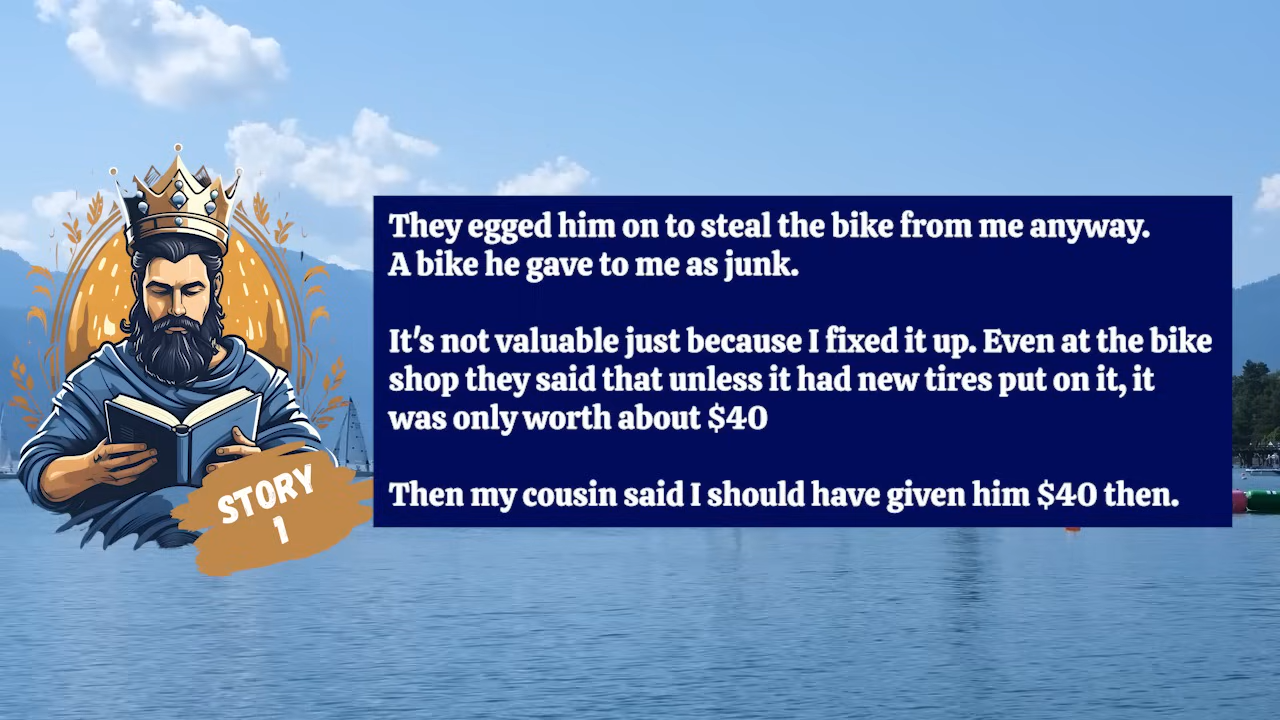 They egged him on to steal the bike from me anyway.
A bike he gave to me as junk.
It's not valuable just because I fixed it up. Even at the bike
shop they said that unless it had new tires put on it, it
was only worth about $40
Then my cousin said I should have given him $40 then.
STORY
1